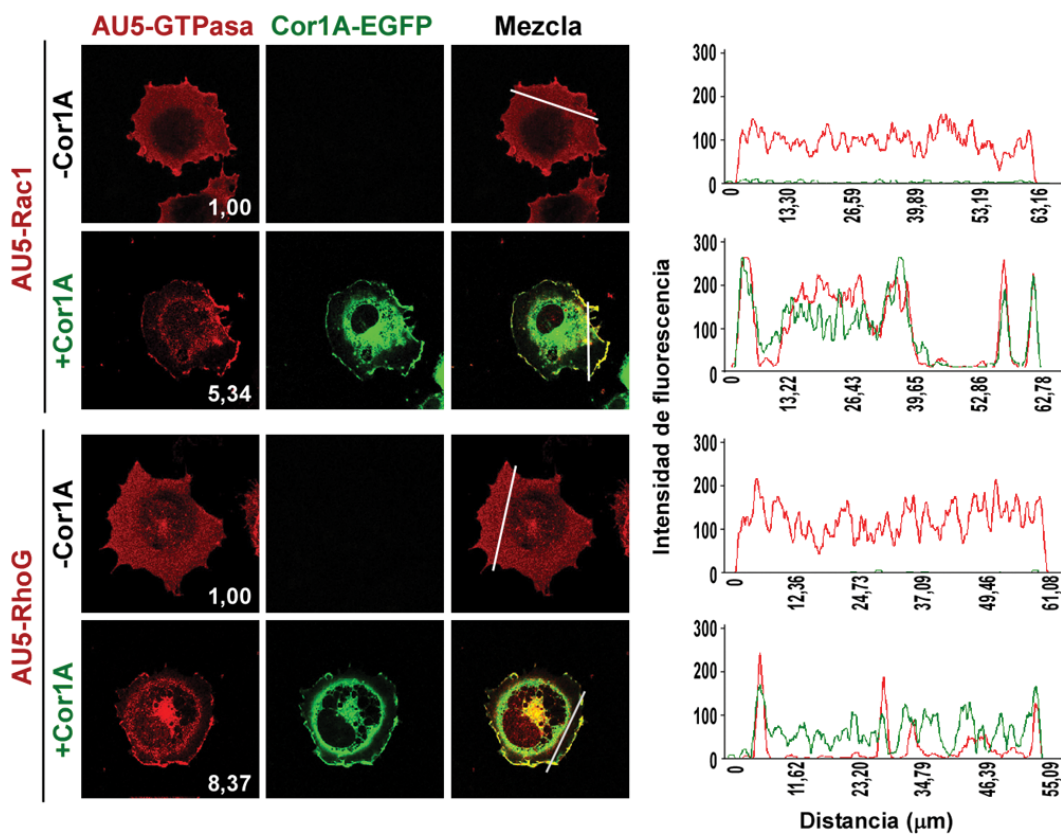 AU5-GTPasa Cor1A-EGFP Mezcla
AU5-Rac1
-Cor1A
1,00
+Cor1A
5,34
AU5-RhoG
-Cor1A
1,00
+Cor1A
8,37
Intensidad de fluorescencia
300
200
100
0
0 13,30 26,59 39,89 53,19 63,16
300
200
100
0
0 13,22 26,43 39,65 52,86 62,78
300
200
100
0
0 12,36 24,73 37,09 49,46 61,08
300
200
100
0
0 11,62 23,20 34,79 46,39 55,09
Distancia (μm)